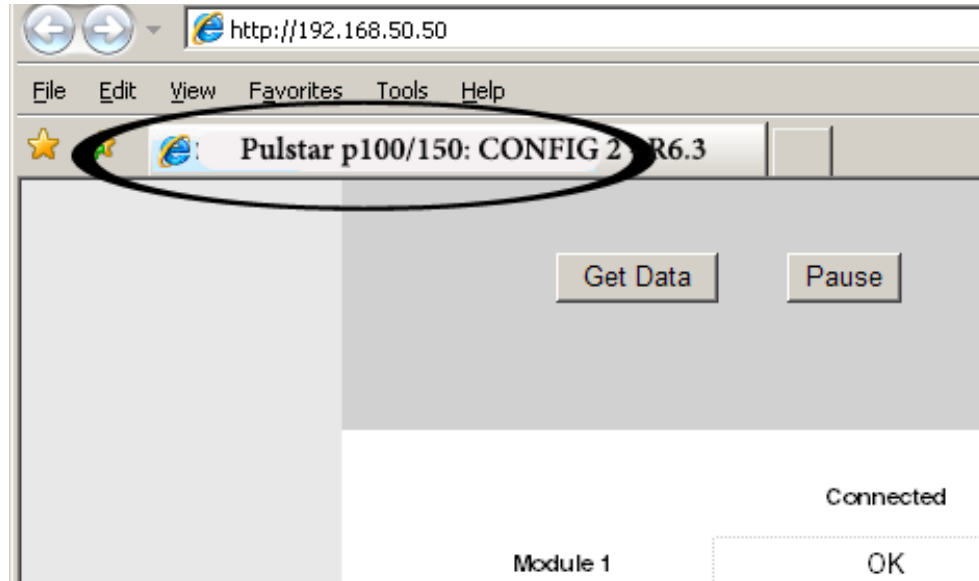 http://192.168.50.50
File Edit View Favorites Tools Help
Pulstar p100/150: CONFIG 2 R6.3
Get Data Pause
Connected
Module 1 OK